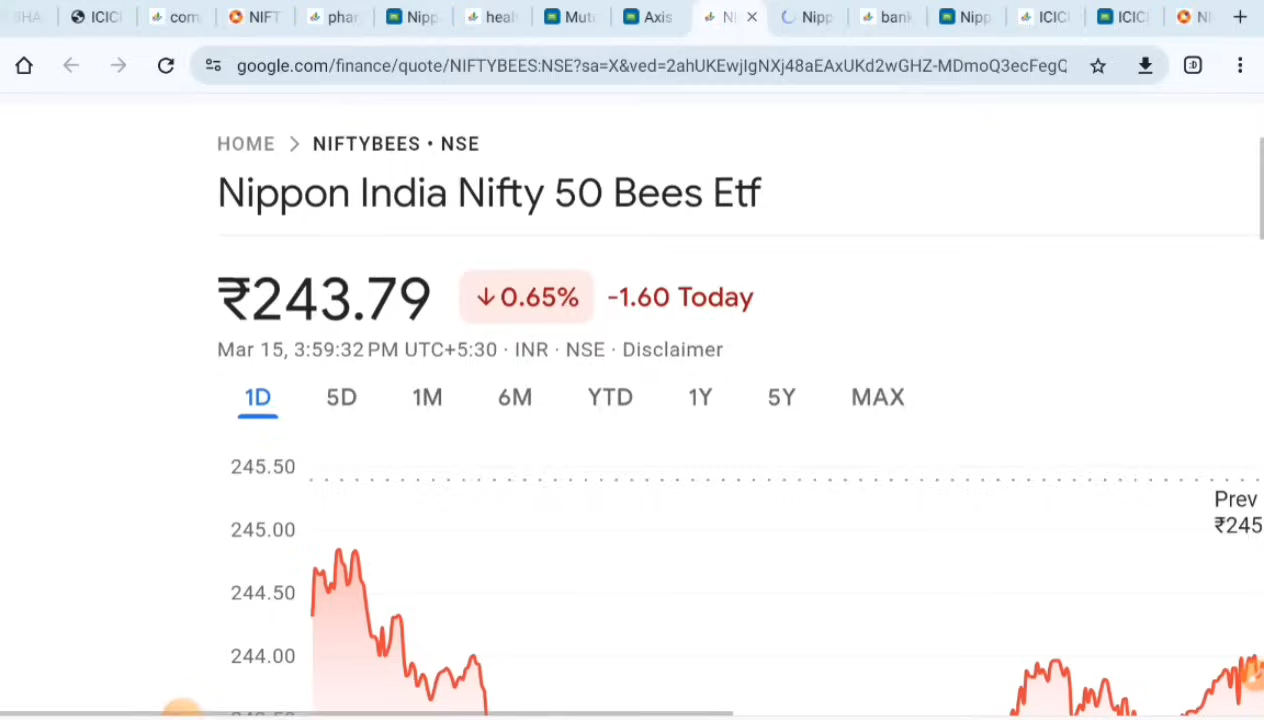 ICICI
com
NIFT
phar
Nipp
heal
Mut
Axis
NI
Nipp
bank
Nipp
ICICI
ICICI
NI
google.com/finance/quote/NIFTYBEES:NSE?sa=X&ved=2ahUKEwjIgNXj48aEAxUKd2wGHZ-MDmoQ3ecFegQ
HOME > NIFTYBEES • NSE
Nippon India Nifty 50 Bees Etf
₹243.79 ↓0.65% -1.60 Today
Mar 15, 3:59:32 PM UTC+5:30 · INR · NSE · Disclaimer
1D 5D 1M 6M YTD 1Y 5Y MAX
245.50
Prev
₹245
245.00
244.50
244.00